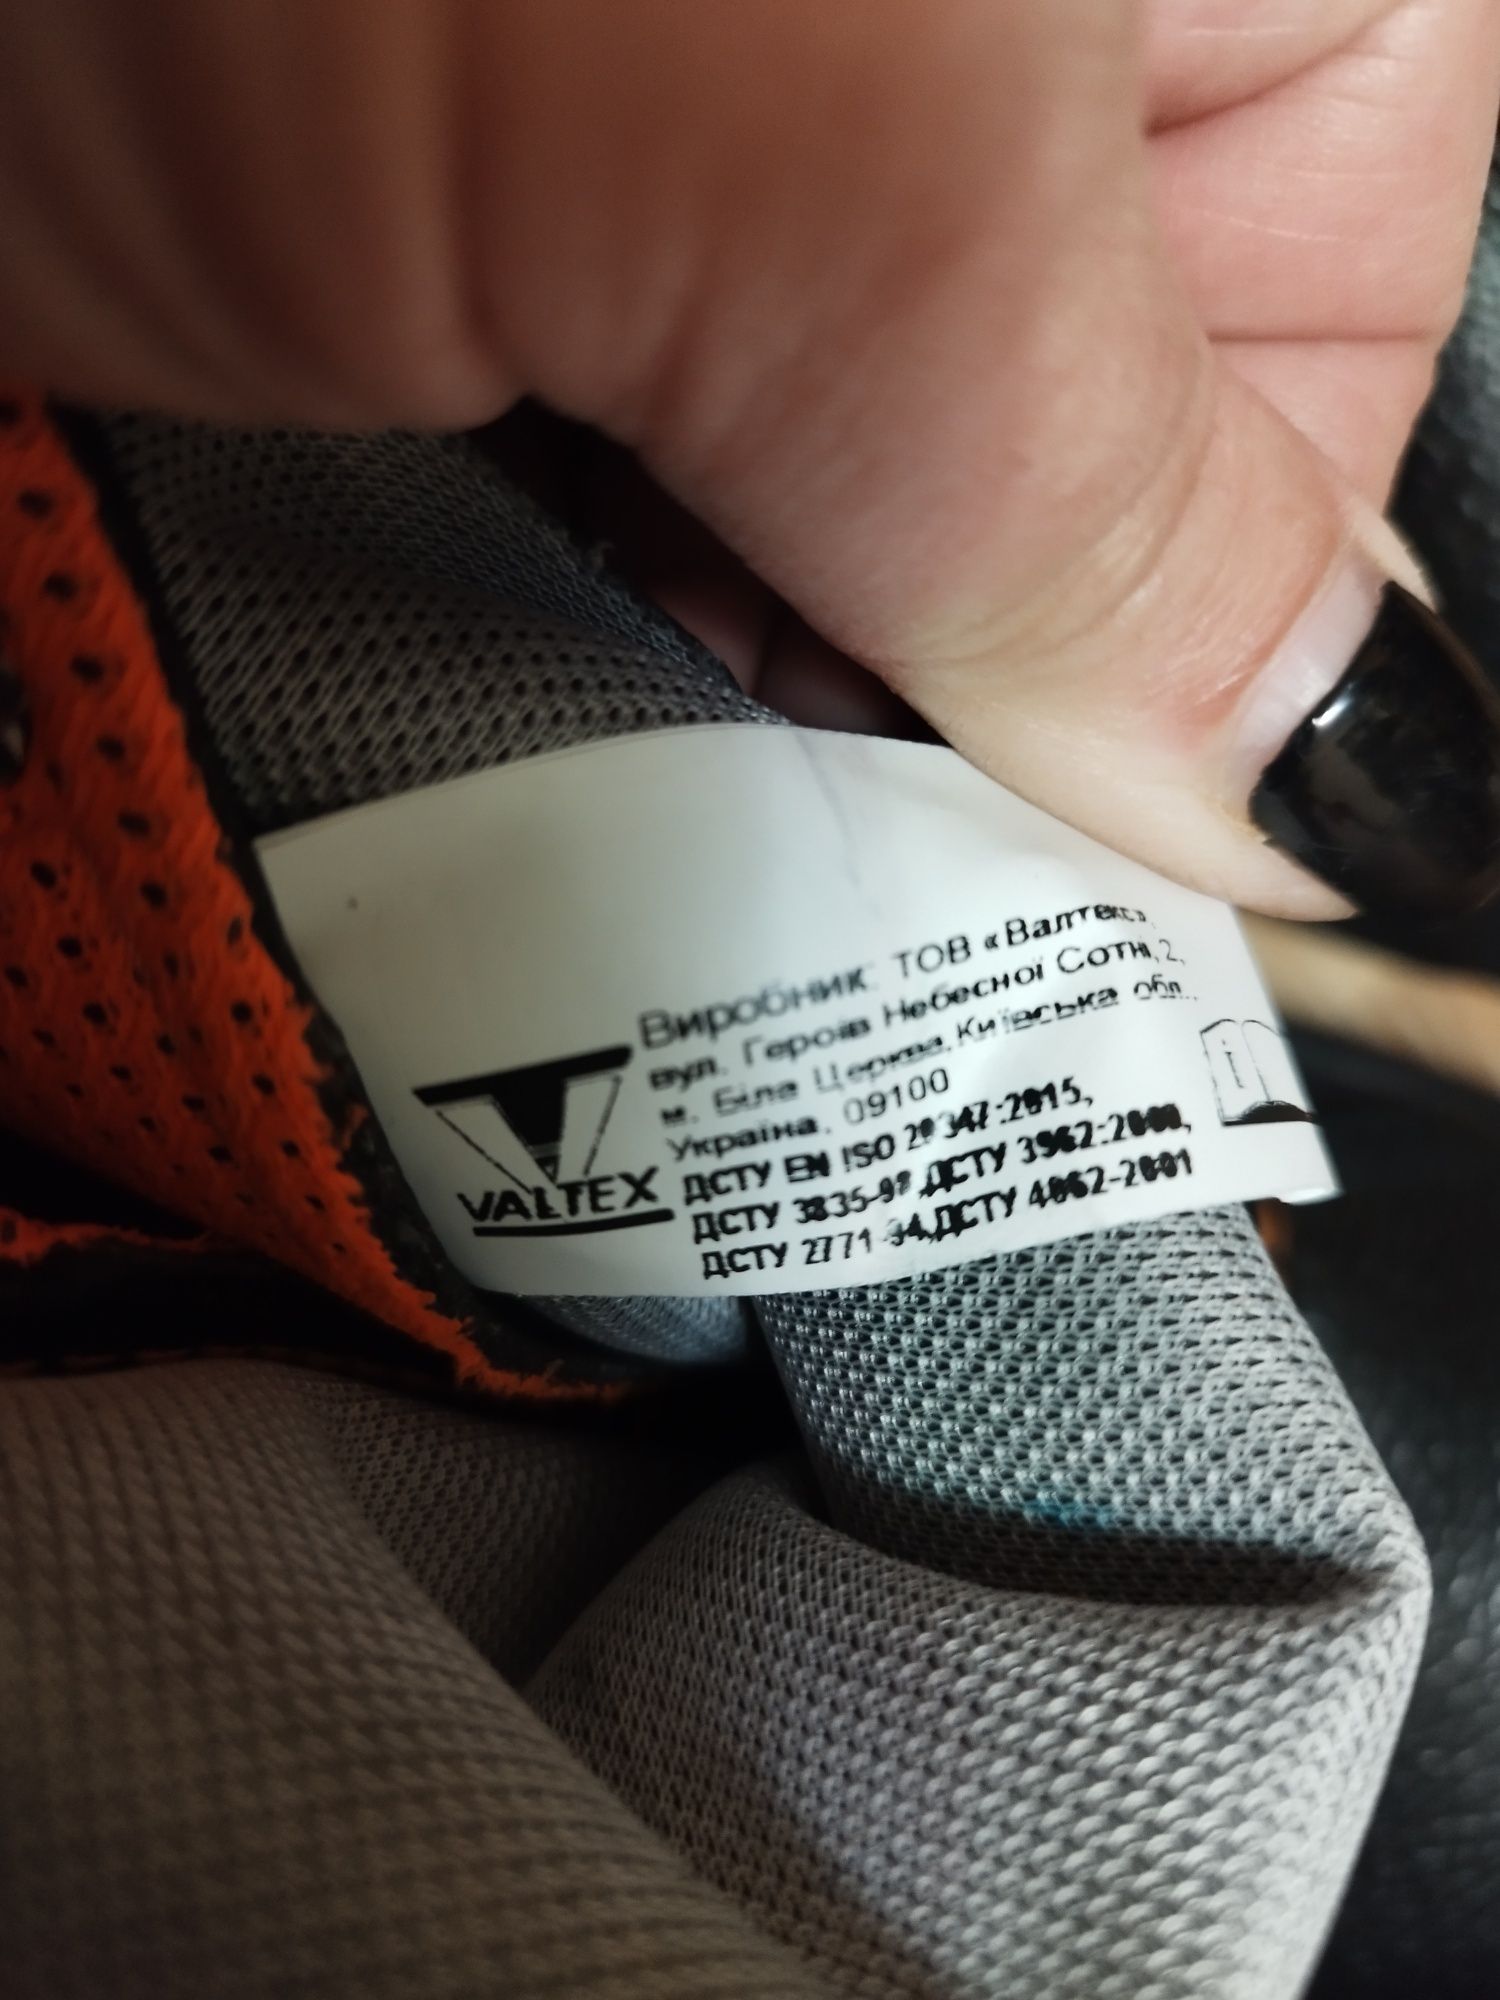 Виробник: ТОВ «Валтекс»,
вул. Героїв Небесної Сотні, 2,
м. Біла Церква, Київська обл.,
Україна, 09100
ДСТУ EN ISO 20347:2015,
ДСТУ 3835-98, ДСТУ 3962:2000,
ДСТУ 2771-94, ДСТУ 4062-2001
VALTEX
i